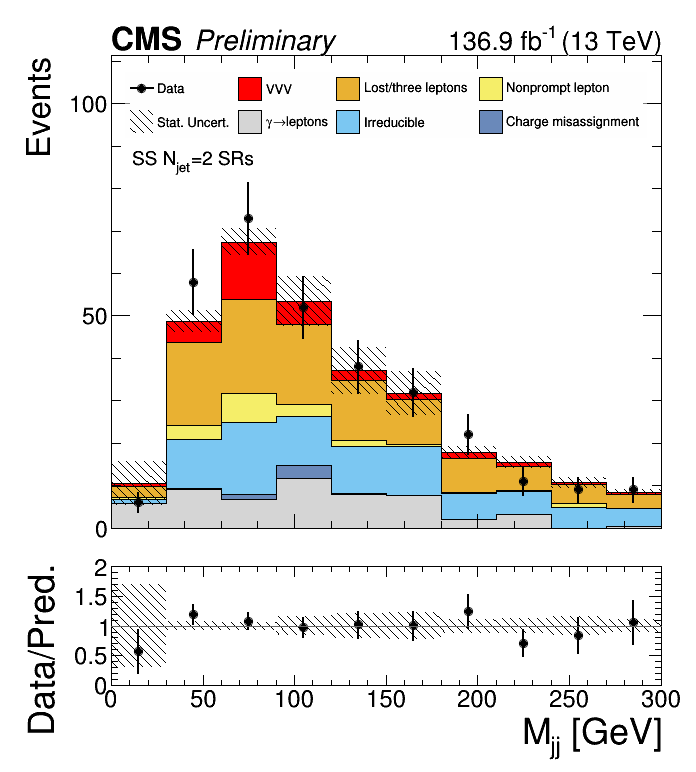 CMS Preliminary 136.9 fb⁻¹ (13 TeV)
Events
Data VVV Lost/three leptons Nonprompt lepton
Stat. Uncert. γ→leptons Irreducible Charge misassignment
SS N_jet=2 SRs
100
50
0
Data/Pred.
2
1.5
1
0.5
0
0 50 100 150 200 250 300
M_jj [GeV]